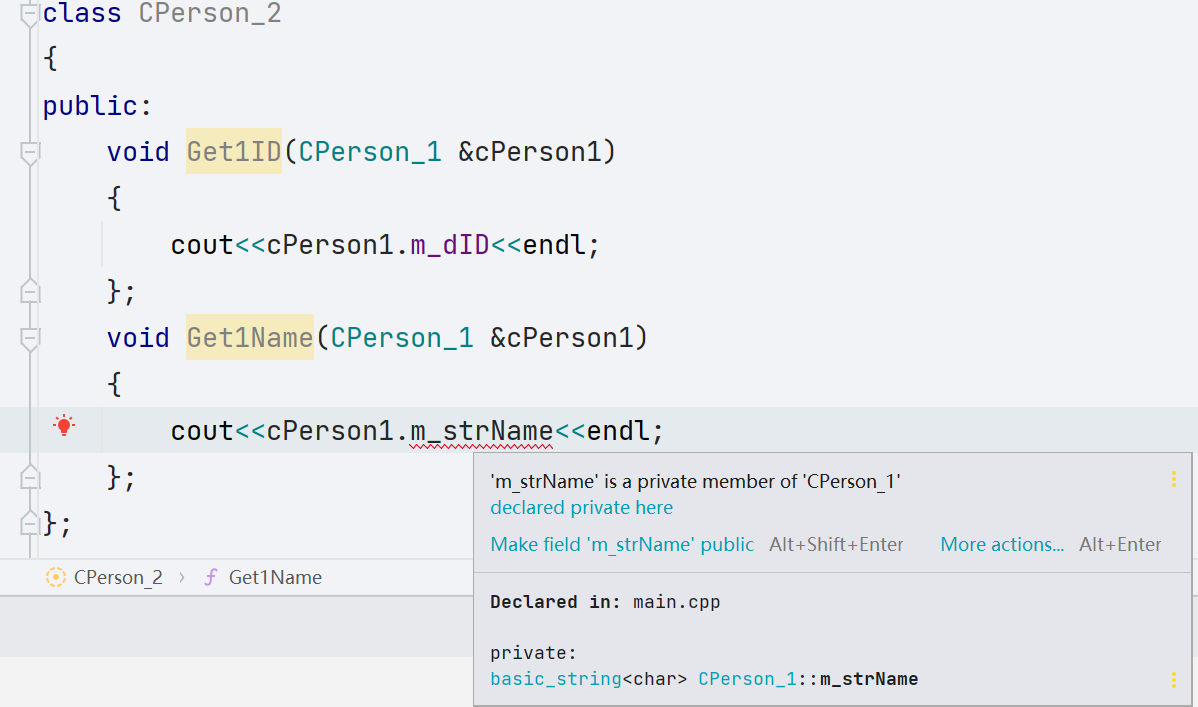 class CPerson_2
{
public:
    void Get1ID(CPerson_1 &cPerson1)
    {
        cout<<cPerson1.m_dID<<endl;
    };
    void Get1Name(CPerson_1 &cPerson1)
    {
        cout<<cPerson1.m_strName<<endl;
    };
};
'm_strName' is a private member of 'CPerson_1'
declared private here
Make field 'm_strName' public Alt+Shift+Enter More actions... Alt+Enter
CPerson_2 › Get1Name
Declared in: main.cpp
private:
basic_string<char> CPerson_1::m_strName